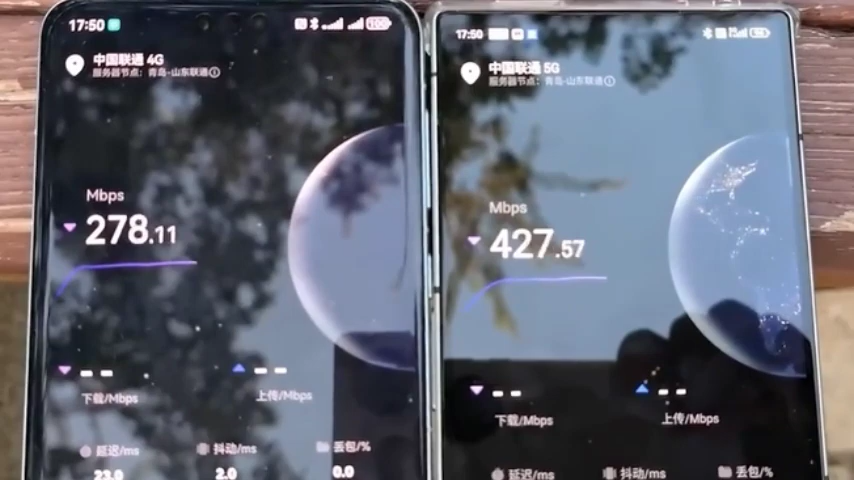 17:50
100
中国联通 4G
服务器节点：青岛-山东联通
Mbps
278.11
下载/Mbps
上传/Mbps
延迟/ms
抖动/ms
丢包/%
23.0
2.0
0.0
17:50
中国联通 5G
服务器节点：青岛-山东联通
Mbps
427.57
下载/Mbps
上传/Mbps
延迟/ms
抖动/ms
丢包/%